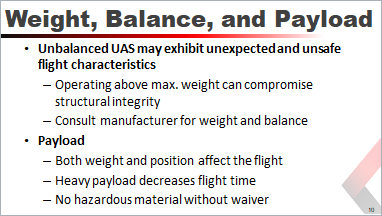 Weight, Balance, and Payload
• Unbalanced UAS may exhibit unexpected and unsafe
flight characteristics
– Operating above max. weight can compromise
structural integrity
– Consult manufacturer for weight and balance
• Payload
– Both weight and position affect the flight
– Heavy payload decreases flight time
– No hazardous material without waiver
10